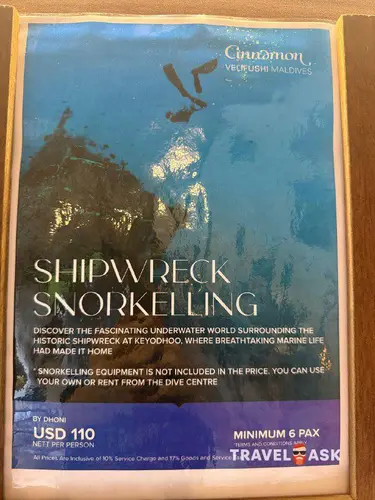 Cinnamon
VELIFUSHI MALDIVES
SHIPWRECK
SNORKELLING
DISCOVER THE FASCINATING UNDERWATER WORLD SURROUNDING THE
HISTORIC SHIPWRECK AT KEYODHOO, WHERE BREATHTAKING MARINE LIFE
HAD MADE IT HOME
* SNORKELLING EQUIPMENT IS NOT INCLUDED IN THE PRICE. YOU CAN USE
YOUR OWN OR RENT FROM THE DIVE CENTRE
BY DHONI
USD 110
NETT PER PERSON
MINIMUM 6 PAX
TERMS AND CONDITIONS APPLY
All Prices Are Inclusive of 10% Service Charge and 17% Goods and Service
TRAVEL ASK